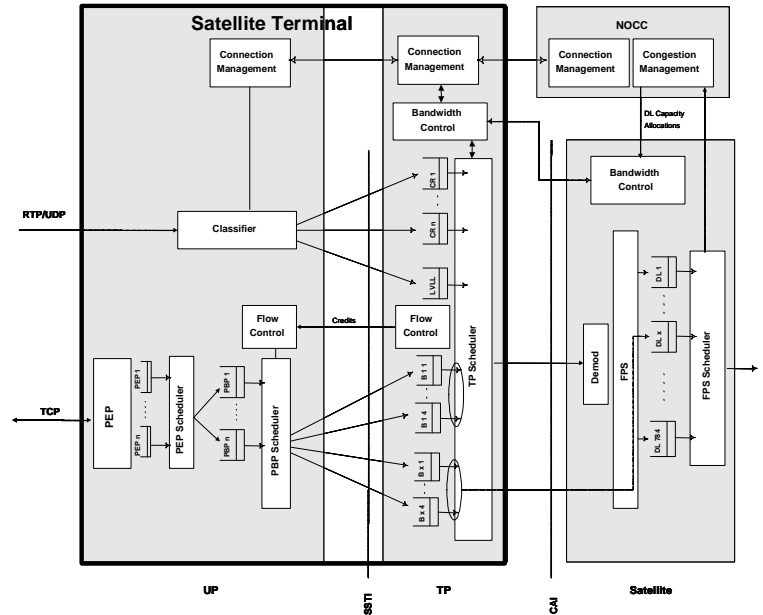 Satellite Terminal
NOCC
Connection
Management
Connection
Management
Connection
Management
Congestion
Management
DL Capacity
Allocations
Bandwidth
Control
Bandwidth
Control
RTP/UDP
Classifier
CR 1
CR n
LVLL
Flow
Control
Credits
Flow
Control
TP Scheduler
TCP
PEP
PEP 1
PEP n
PEP Scheduler
PBP 1
PBP n
PBP Scheduler
B 1 1
B 1 4
B x 1
B x 4
Demod
FPS
DL 1
DL x
DL 784
FPS Scheduler
UP
SSTI
TP
CAI
Satellite